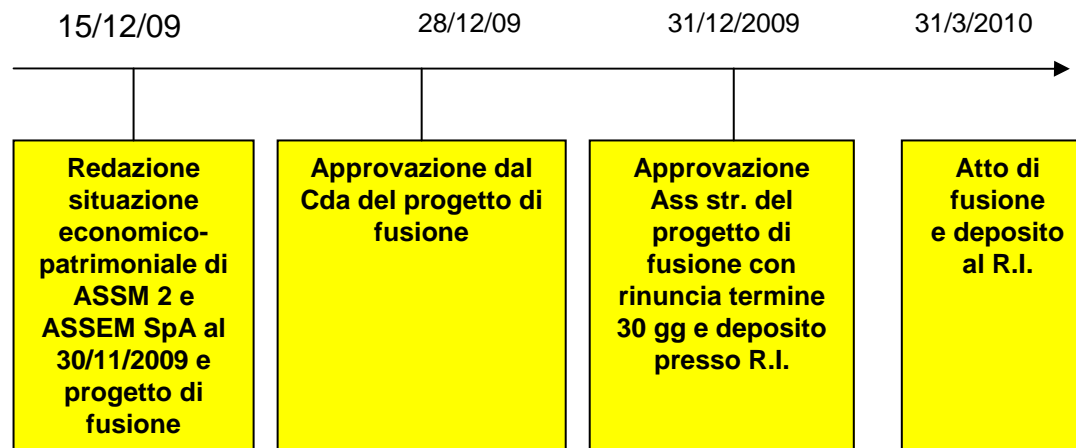 15/12/09
28/12/09
31/12/2009
31/3/2010
Redazione
situazione
economico-
patrimoniale di
ASSM 2 e
ASSEM SpA al
30/11/2009 e
progetto di
fusione
Approvazione dal
Cda del progetto di
fusione
Approvazione
Ass str. del
progetto di
fusione con
rinuncia termine
30 gg e deposito
presso R.I.
Atto di
fusione
e deposito
al R.I.